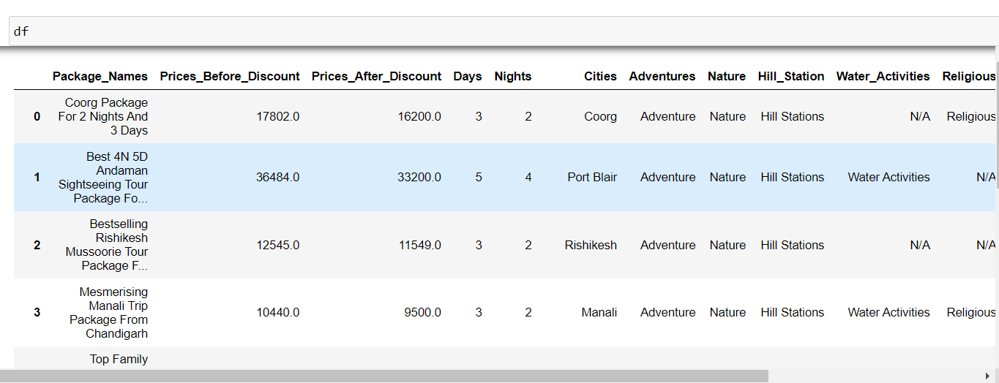 df
Package_Names Prices_Before_Discount Prices_After_Discount Days Nights Cities Adventures Nature Hill_Station Water_Activities Religious
Coorg Package
For 2 Nights And
3 Days
0 17802.0 16200.0 3 2 Coorg Adventure Nature Hill Stations N/A Religious
Best 4N 5D
Andaman
Sightseeing Tour
Package Fo...
1 36484.0 33200.0 5 4 Port Blair Adventure Nature Hill Stations Water Activities N/A
Bestselling
Rishikesh
Mussoorie Tour
Package F...
2 12545.0 11549.0 3 2 Rishikesh Adventure Nature Hill Stations N/A N/A
Mesmerising
Manali Trip
Package From
Chandigarh
3 10440.0 9500.0 3 2 Manali Adventure Nature Hill Stations Water Activities Religious
Top Family